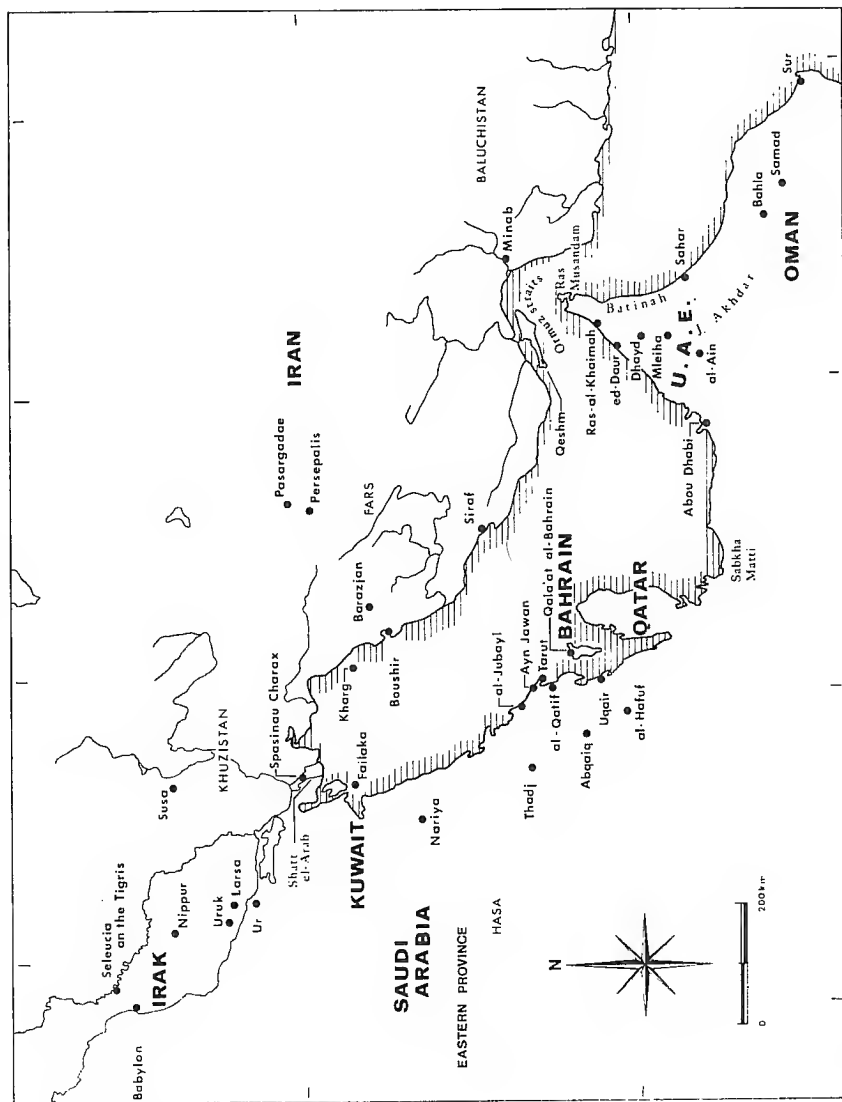 Seleucia
an the Tigris
Babylon
IRAK
Nippur
Uruk
Larsa
Ur
Susa
KHUZISTAN
Spasinau Charax
Shatt
el-Arab
KUWAIT
Failaka
Kharg
Boushir
Barazjan
FARS
Pasargadae
Persepalis
IRAN
Siraf
Minab
BALUCHISTAN
Ormuz straits
Qeshm
Ras
Musandam
Nariya
SAUDI
ARABIA
HASA
EASTERN PROVINCE
al-Jubayl
Ayn Jawan
Tarut
Qala'at al-Bahrain
Thadj
al-Qatif
Abqaiq
Uqair
al-Hafuf
BAHRAIN
QATAR
Sabkha
Matti
Abou Dhabi
Ras-al-Khaimah
ed-Daur
Dhayd
Mleiha
U.A.E.
al-Ain
J. Akhdar
Batinah
Sahar
OMAN
Bahla
Samad
Sur
N
0
200km